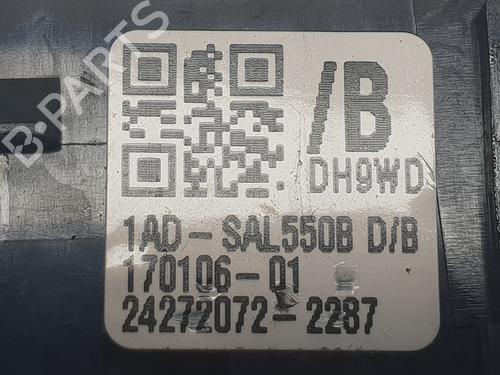 B-PARTS
/B
DH9WD
1AD-SAL550B D/B
170106-01
24272072-2287